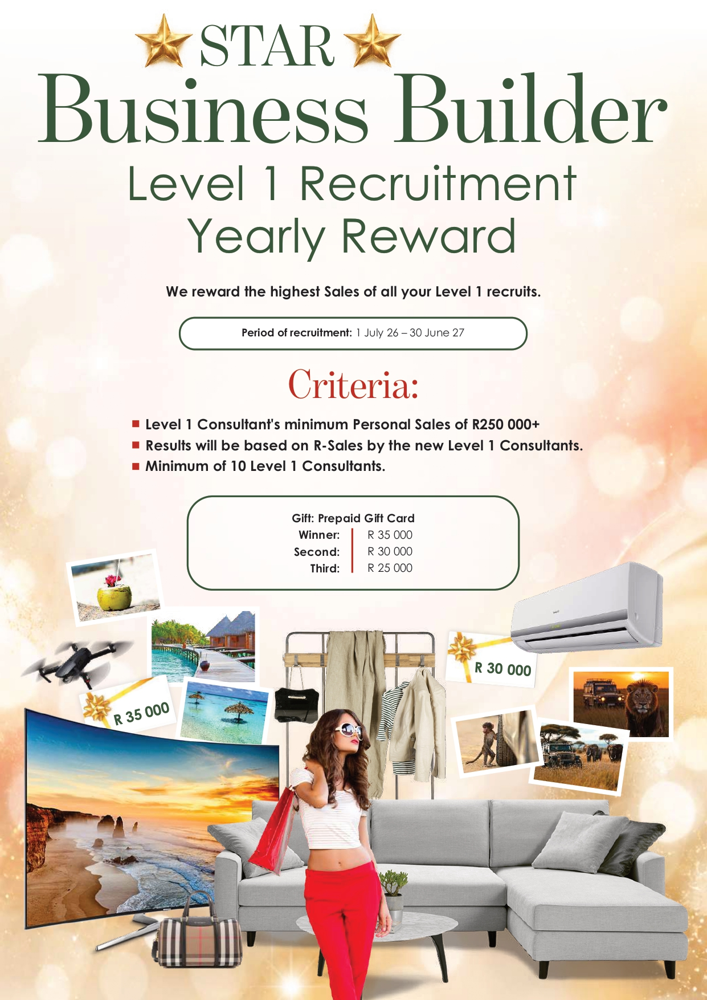 STAR
Business Builder
Level 1 Recruitment
Yearly Reward
We reward the highest Sales of all your Level 1 recruits.
Period of recruitment: 1 July 26 – 30 June 27
Criteria:
Level 1 Consultant's minimum Personal Sales of R250 000+
Results will be based on R-Sales by the new Level 1 Consultants.
Minimum of 10 Level 1 Consultants.
Gift: Prepaid Gift Card
Winner: R 35 000
Second: R 30 000
Third: R 25 000
R 30 000
R 35 000